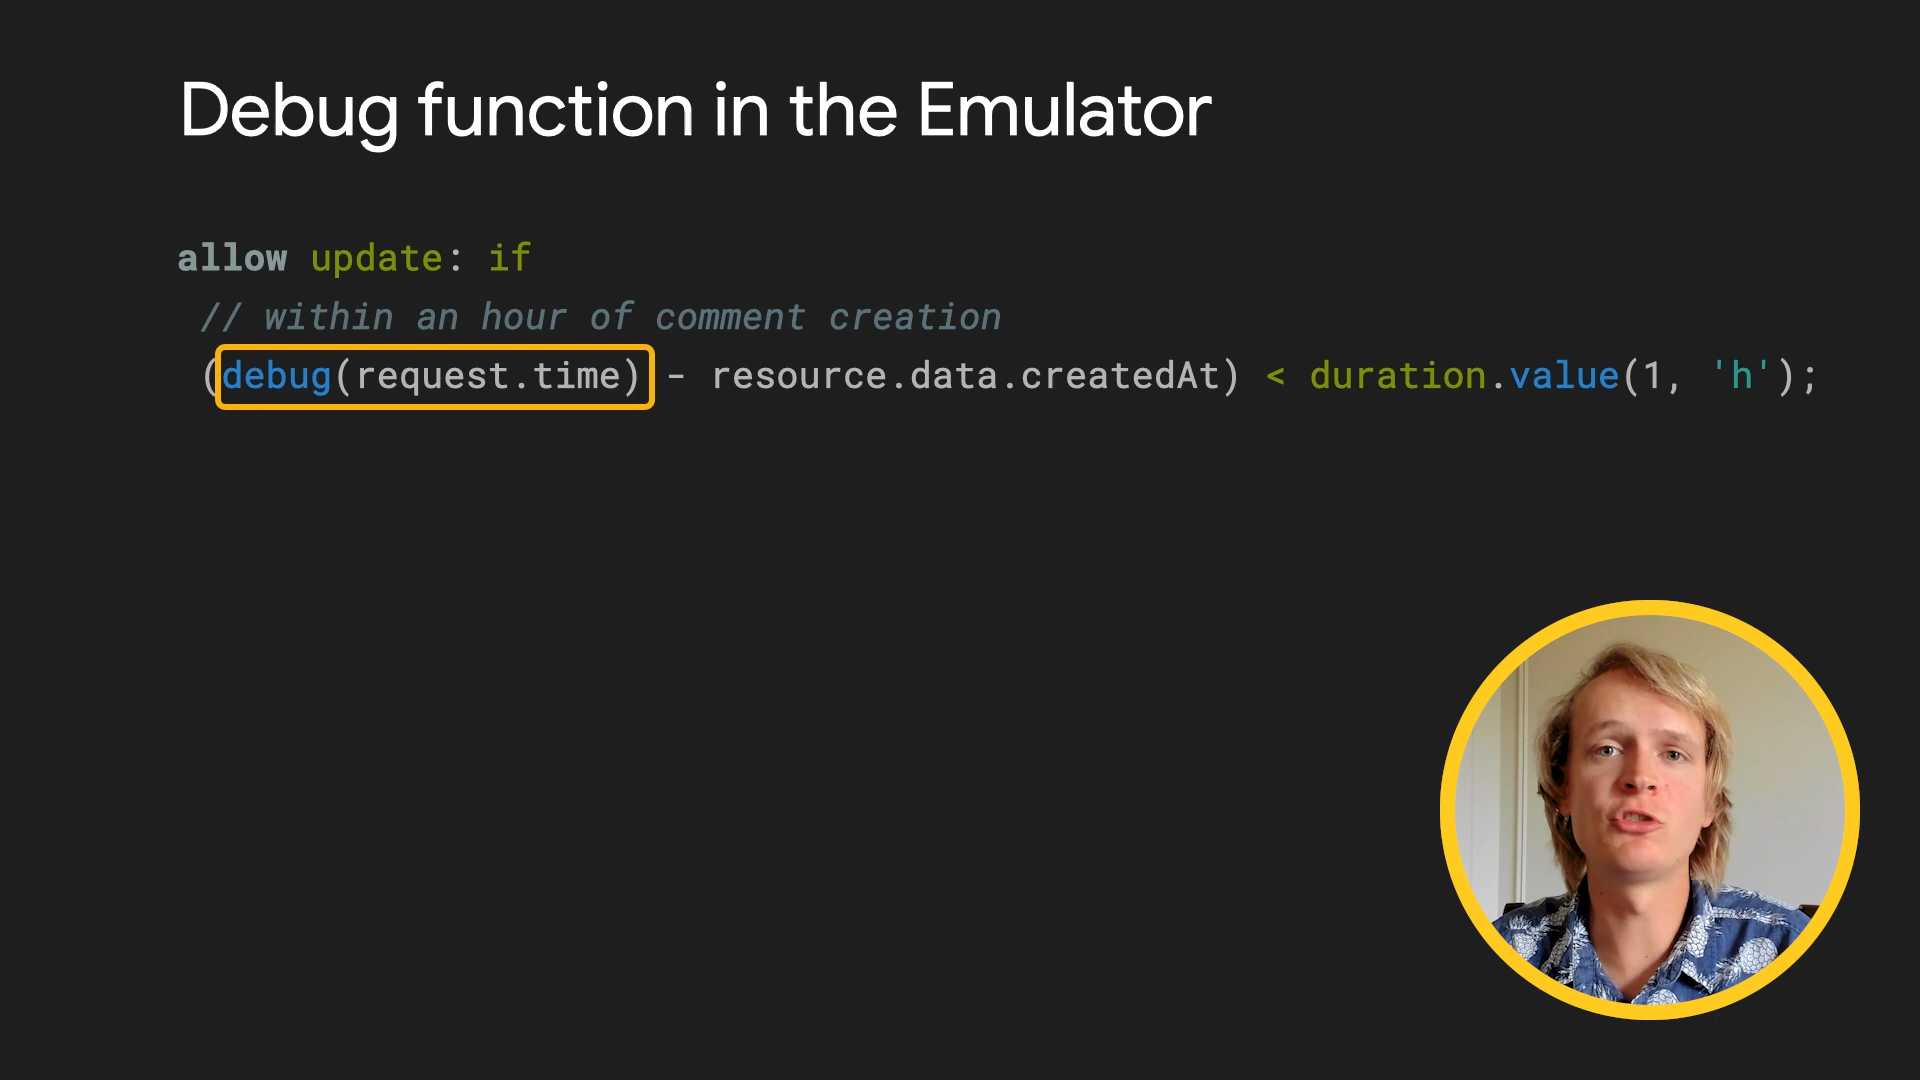 Debug function in the Emulator
allow update: if
// within an hour of comment creation
(debug(request.time) - resource.data.createdAt) < duration.value(1, 'h');